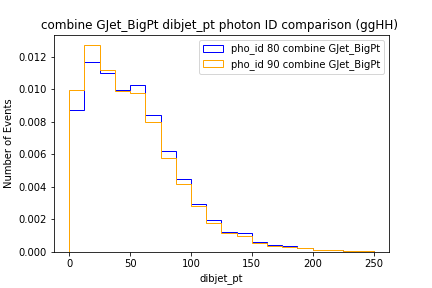 combine GJet_BigPt dibjet_pt photon ID comparison (ggHH)
pho_id 80 combine GJet_BigPt
pho_id 90 combine GJet_BigPt
Number of Events
0.012
0.010
0.008
0.006
0.004
0.002
0.000
0 50 100 150 200 250
dibjet_pt